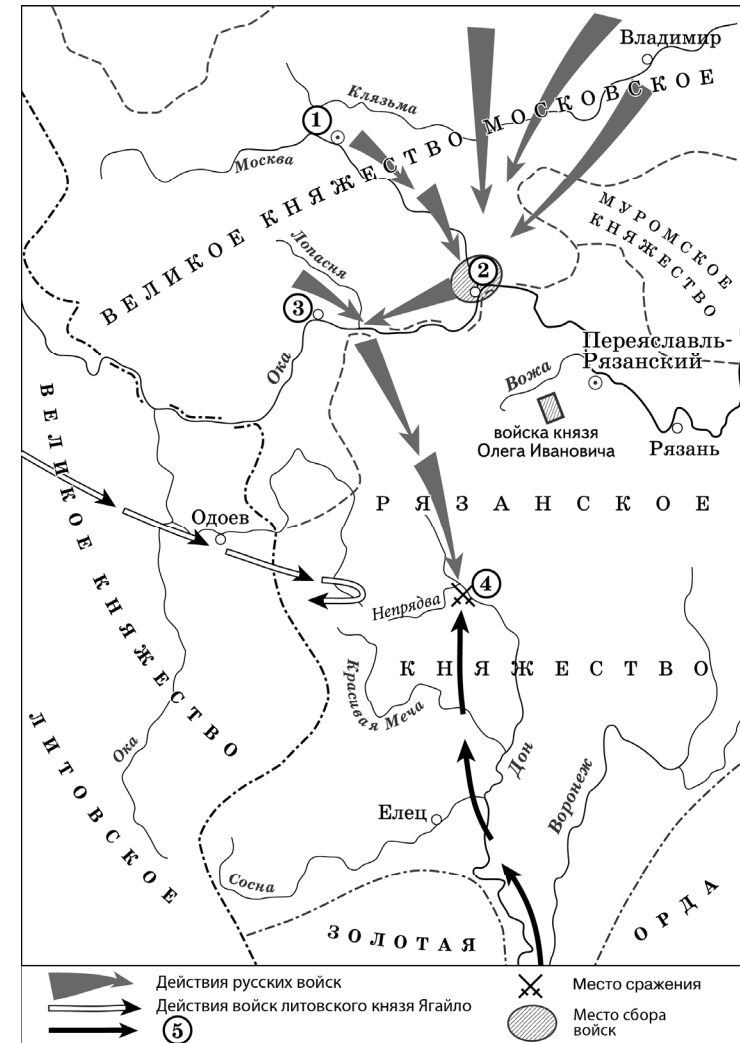 Владимир
Клязьма
1
Москва
ВЕЛИКОЕ КНЯЖЕСТВО МОСКОВСКОЕ
МУРОМСКОЕ
КНЯЖЕСТВО
Лопасня
2
3
Ока
Переяславль-
Рязанский
Вожа
войска князя
Олега Ивановича
Рязань
ВЕЛИКОЕ КНЯЖЕСТВО
ЛИТОВСКОЕ
Одоев
РЯЗАНСКОЕ
4
Непрядва
КНЯЖЕСТВО
Красивая Меча
Ока
Дон
Воронеж
Елец
Сосна
ЗОЛОТАЯ ОРДА
Действия русских войск
Действия войск литовского князя Ягайло
5
Место сражения
Место сбора
войск